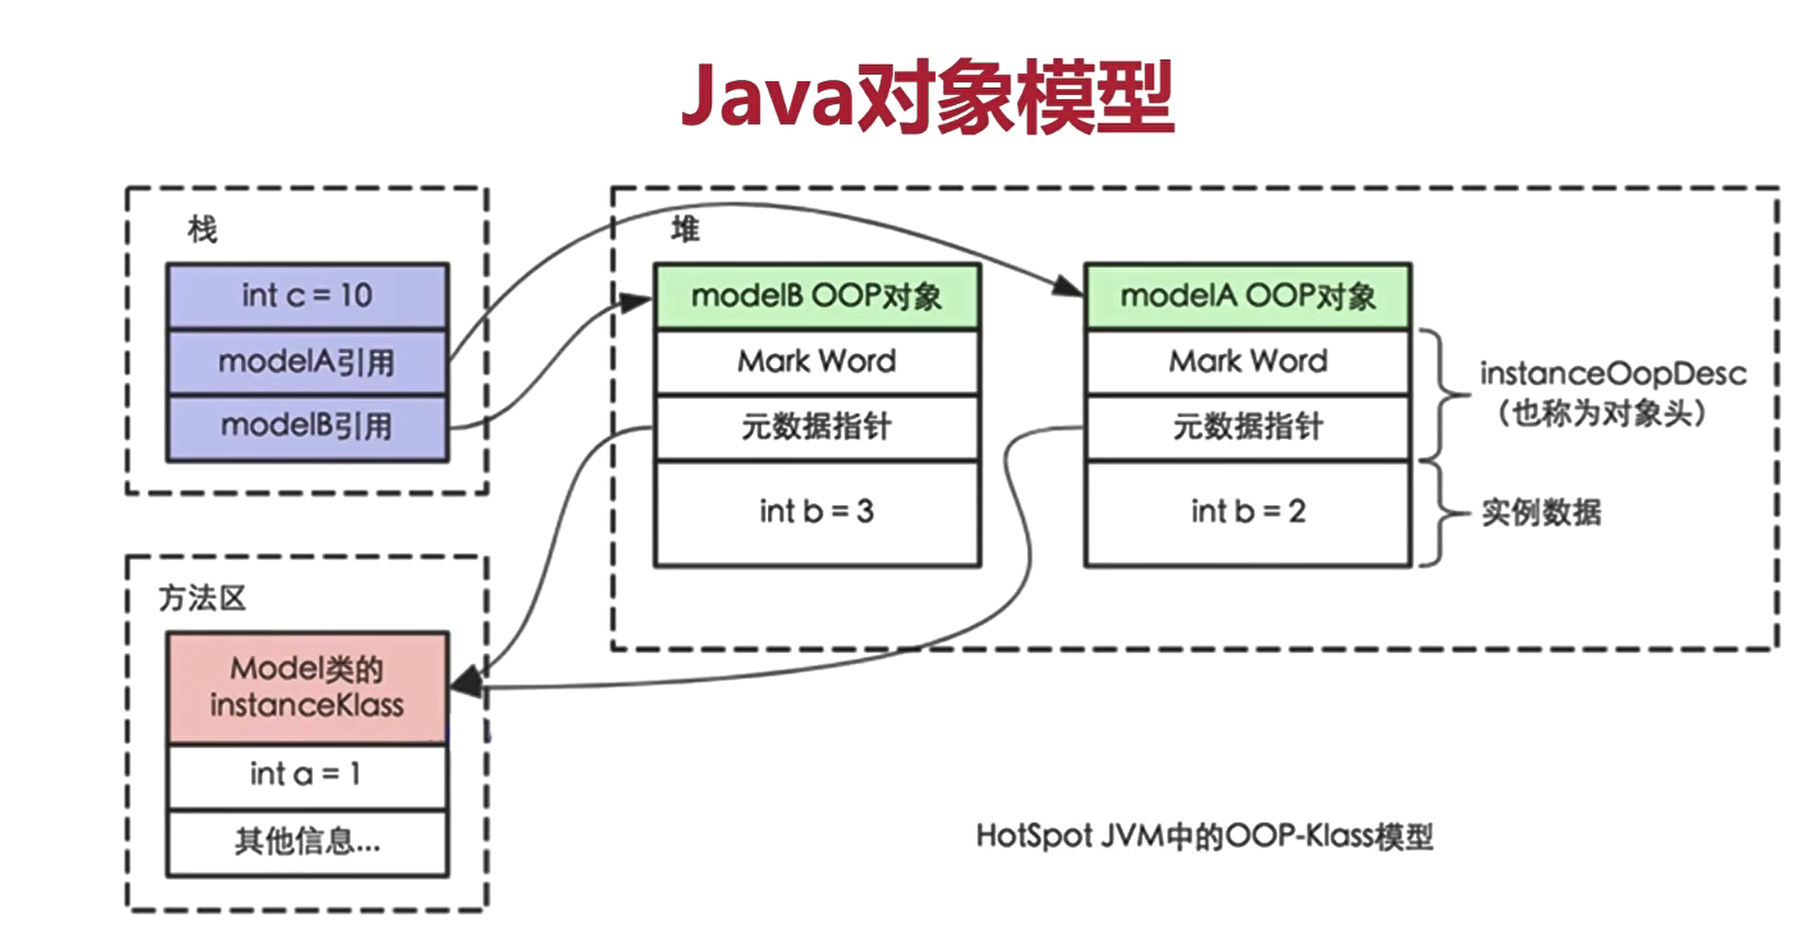 Java对象模型
栈
int c = 10
modelA引用
modelB引用
堆
modelB OOP对象
Mark Word
元数据指针
int b = 3
modelA OOP对象
Mark Word
元数据指针
int b = 2
instanceOopDesc
（也称为对象头）
实例数据
方法区
Model类的
instanceKlass
int a = 1
其他信息...
HotSpot JVM中的OOP-Klass模型